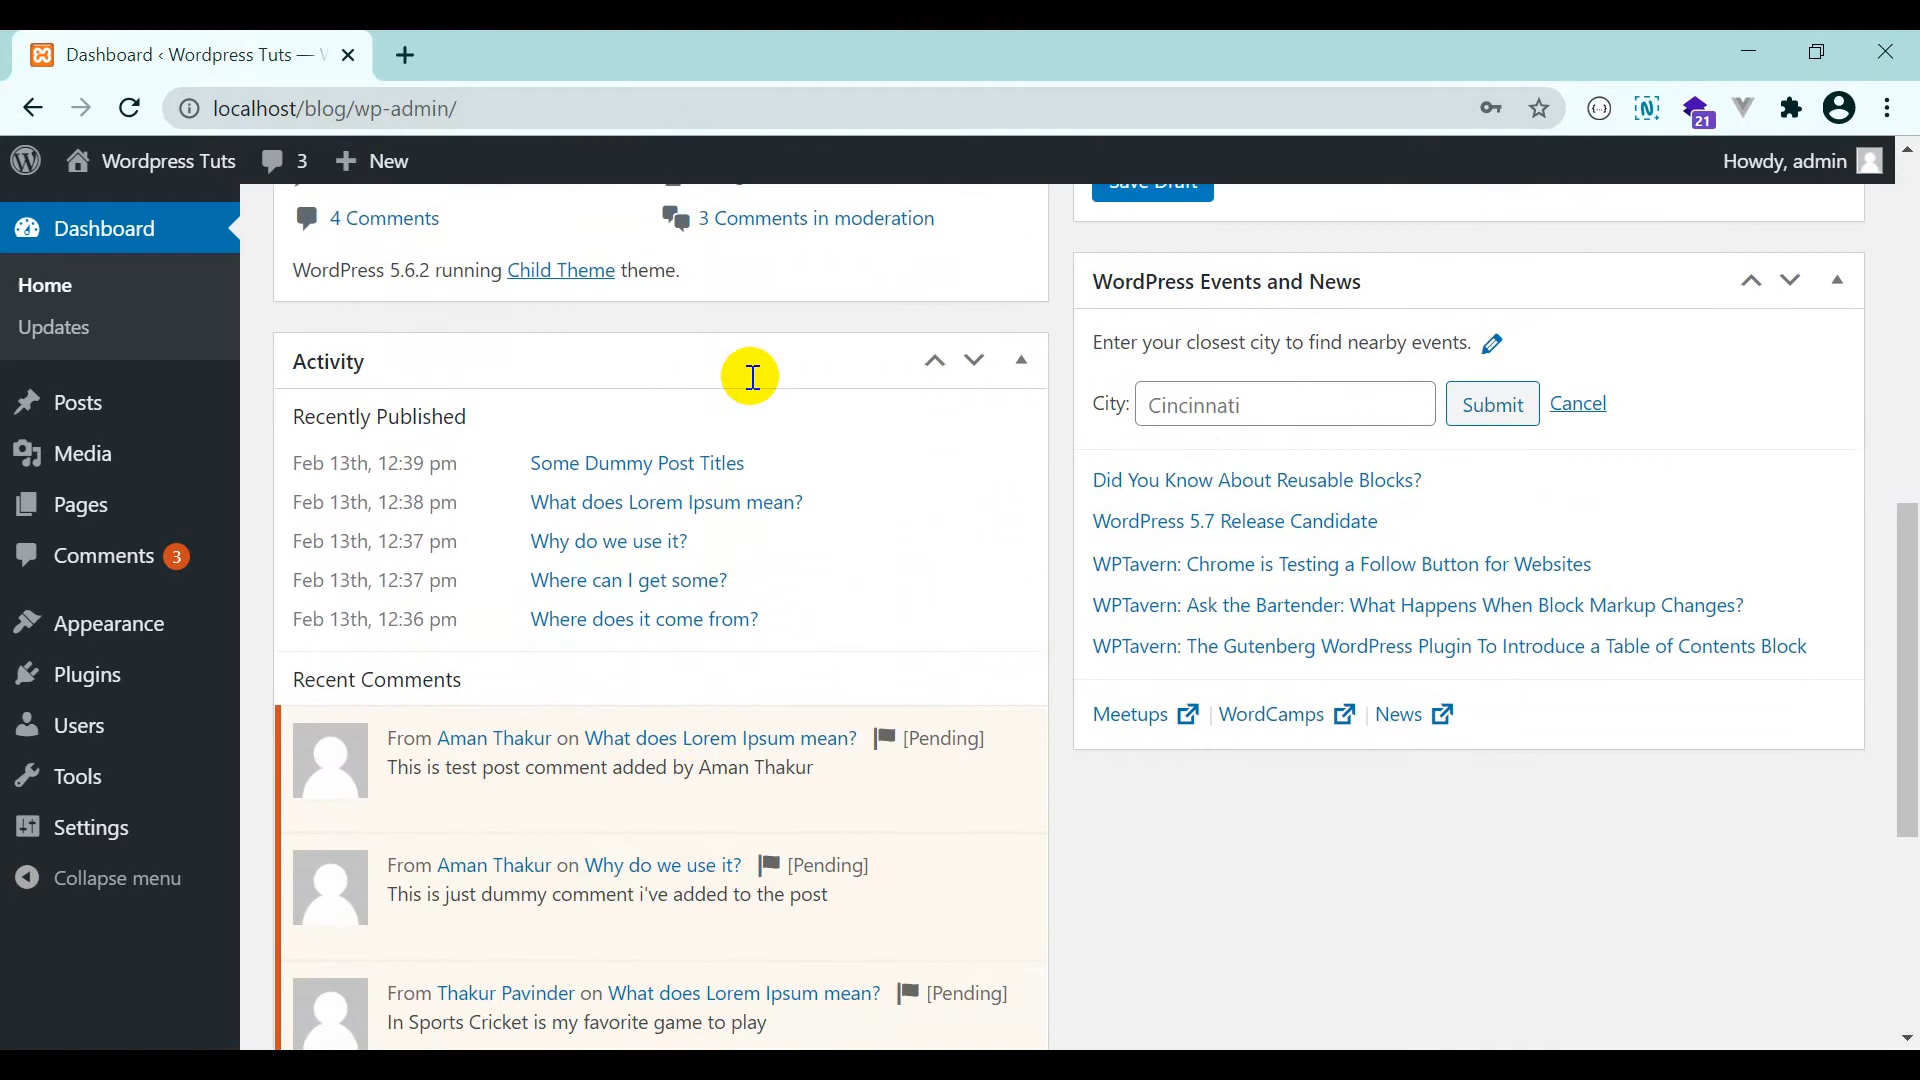 Dashboard ‹ Wordpress Tuts —
localhost/blog/wp-admin/
21
Wordpress Tuts 3 New
Howdy, admin
Dashboard
Home
Updates
Posts
Media
Pages
Comments 3
Appearance
Plugins
Users
Tools
Settings
Collapse menu
4 Comments
3 Comments in moderation
WordPress 5.6.2 running Child Theme theme.
Activity
Recently Published
Feb 13th, 12:39 pm Some Dummy Post Titles
Feb 13th, 12:38 pm What does Lorem Ipsum mean?
Feb 13th, 12:37 pm Why do we use it?
Feb 13th, 12:37 pm Where can I get some?
Feb 13th, 12:36 pm Where does it come from?
Recent Comments
From Aman Thakur on What does Lorem Ipsum mean? [Pending]
This is test post comment added by Aman Thakur
From Aman Thakur on Why do we use it? [Pending]
This is just dummy comment i've added to the post
From Thakur Pavinder on What does Lorem Ipsum mean? [Pending]
In Sports Cricket is my favorite game to play
Save Draft
WordPress Events and News
Enter your closest city to find nearby events.
City: Cincinnati Submit Cancel
Did You Know About Reusable Blocks?
WordPress 5.7 Release Candidate
WPTavern: Chrome is Testing a Follow Button for Websites
WPTavern: Ask the Bartender: What Happens When Block Markup Changes?
WPTavern: The Gutenberg WordPress Plugin To Introduce a Table of Contents Block
Meetups | WordCamps | News